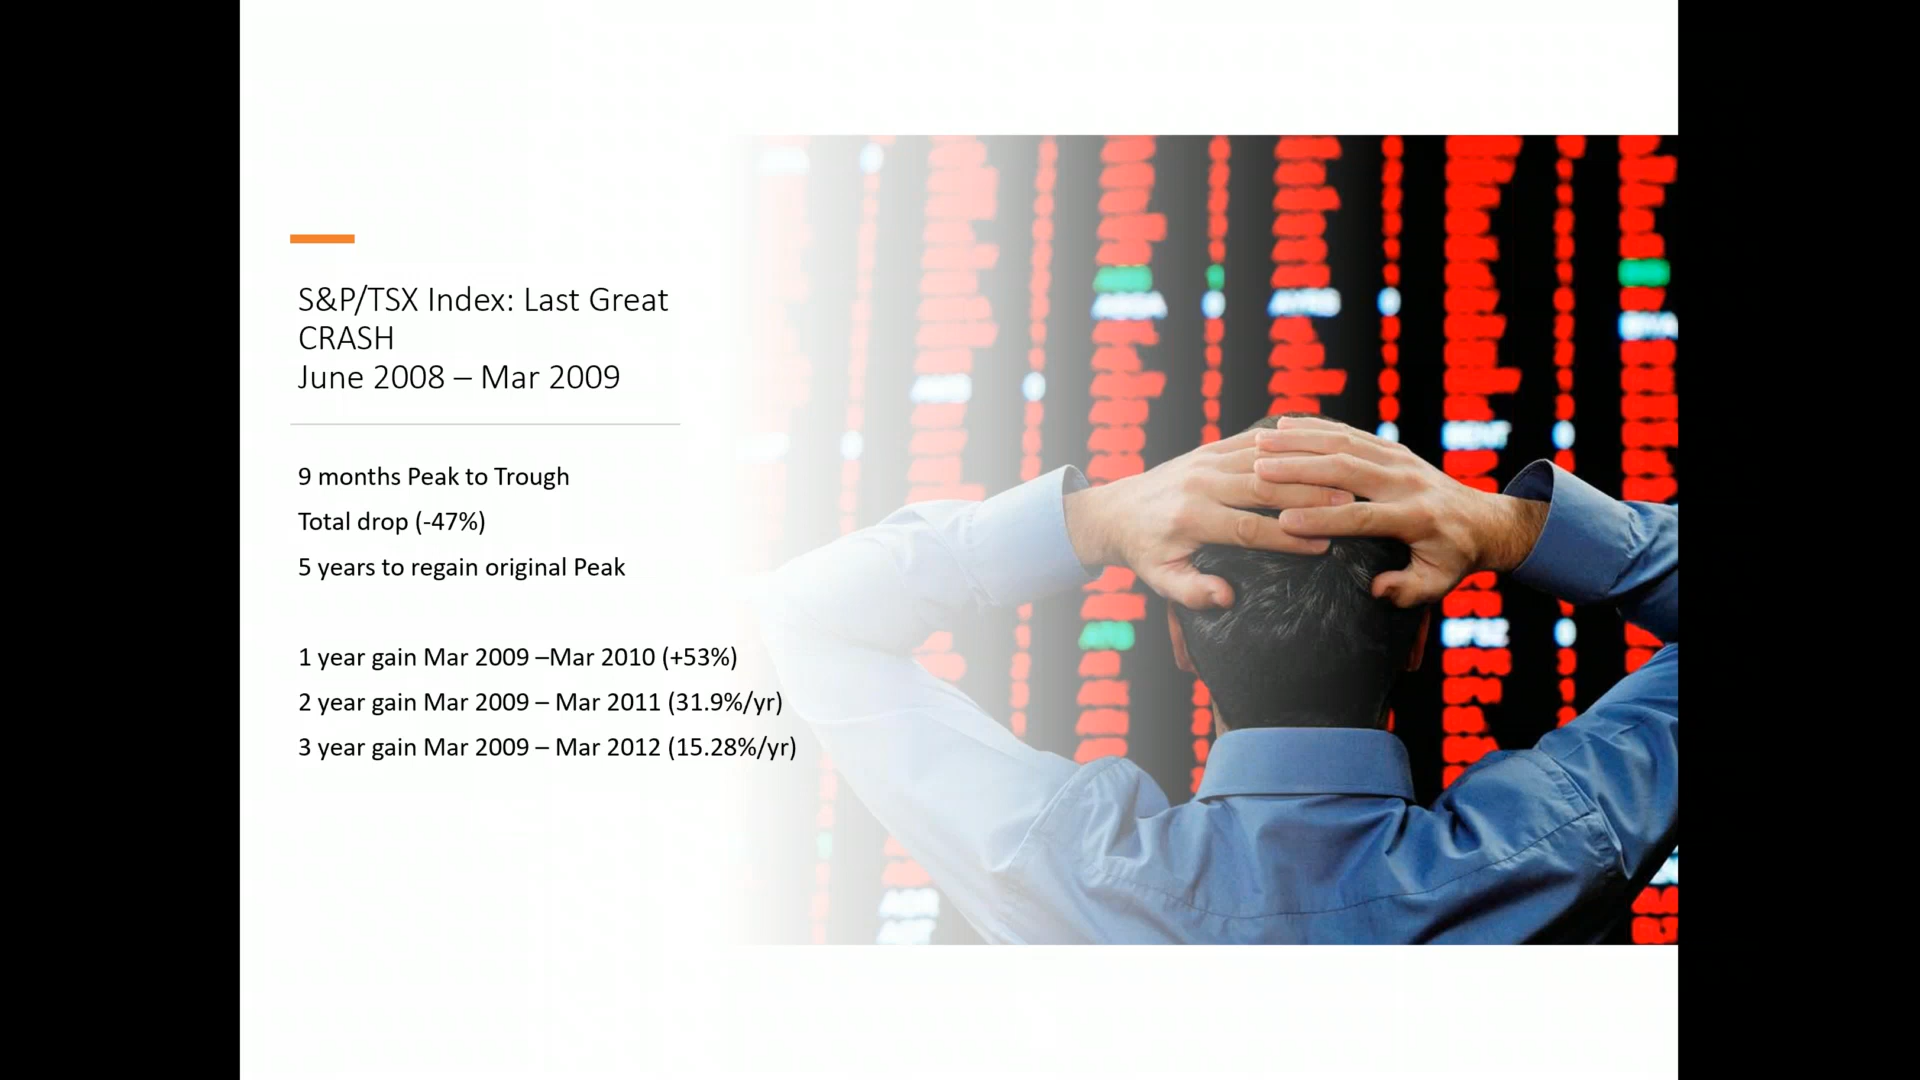 S&P/TSX Index: Last Great
CRASH
June 2008 – Mar 2009
9 months Peak to Trough
Total drop (-47%)
5 years to regain original Peak
1 year gain Mar 2009 –Mar 2010 (+53%)
2 year gain Mar 2009 – Mar 2011 (31.9%/yr)
3 year gain Mar 2009 – Mar 2012 (15.28%/yr)